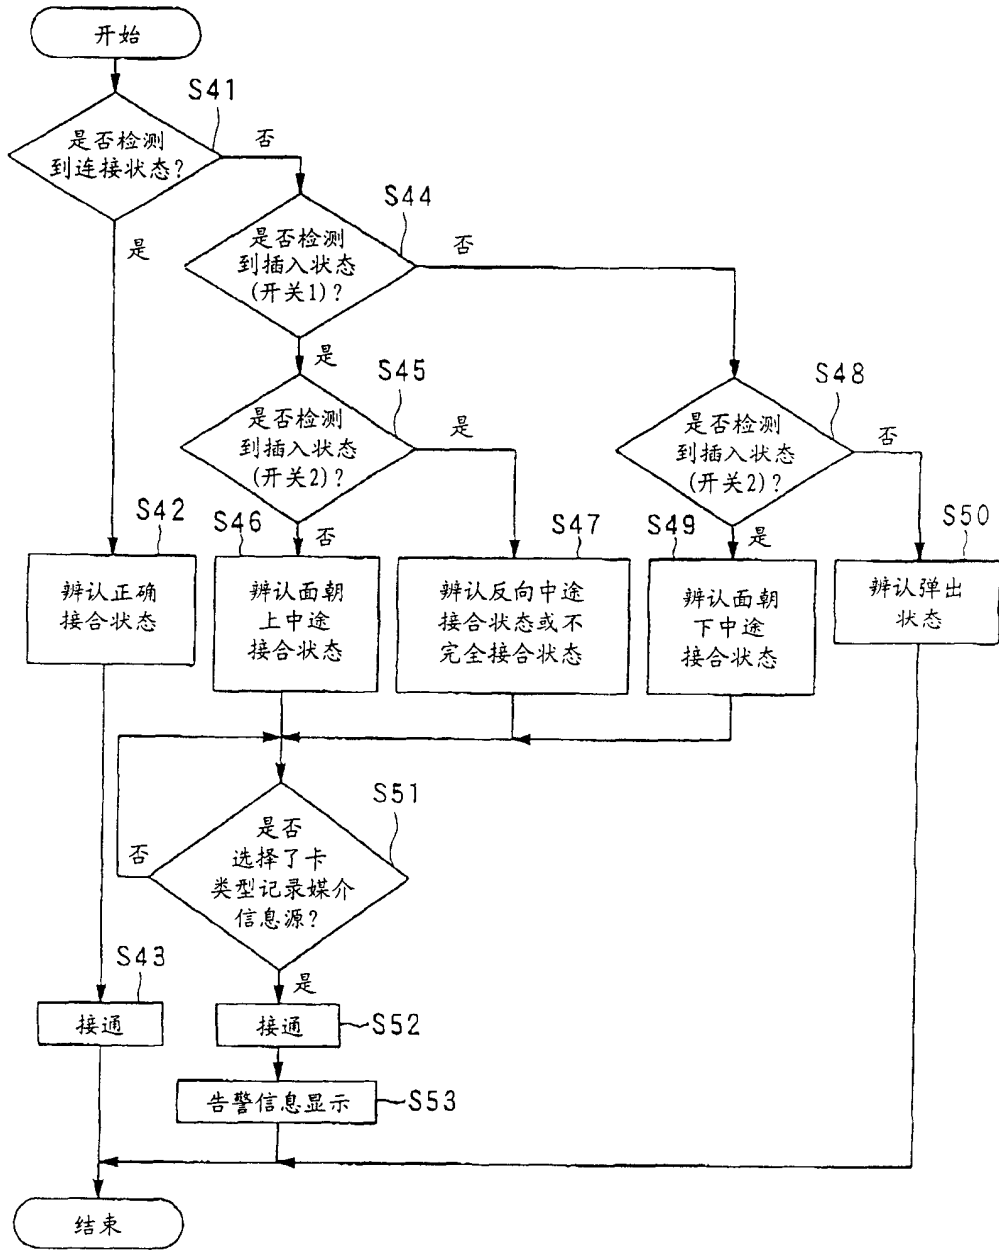 开始
S41
是否检测
到连接状态?
否
是
S44
是否检测
到插入状态
(开关1)?
否
是
S45
是否检测
到插入状态
(开关2)?
是
否
S48
是否检测
到插入状态
(开关2)?
否
是
S42
辨认正确
接合状态
S46
辨认面朝
上中途
接合状态
S47
辨认反向中途
接合状态或不
完全接合状态
S49
辨认面朝
下中途
接合状态
S50
辨认弹出
状态
S51
是否
选择了卡
类型记录媒介
信息源?
否
是
S43
接通
接通
S52
告警信息显示
S53
结束